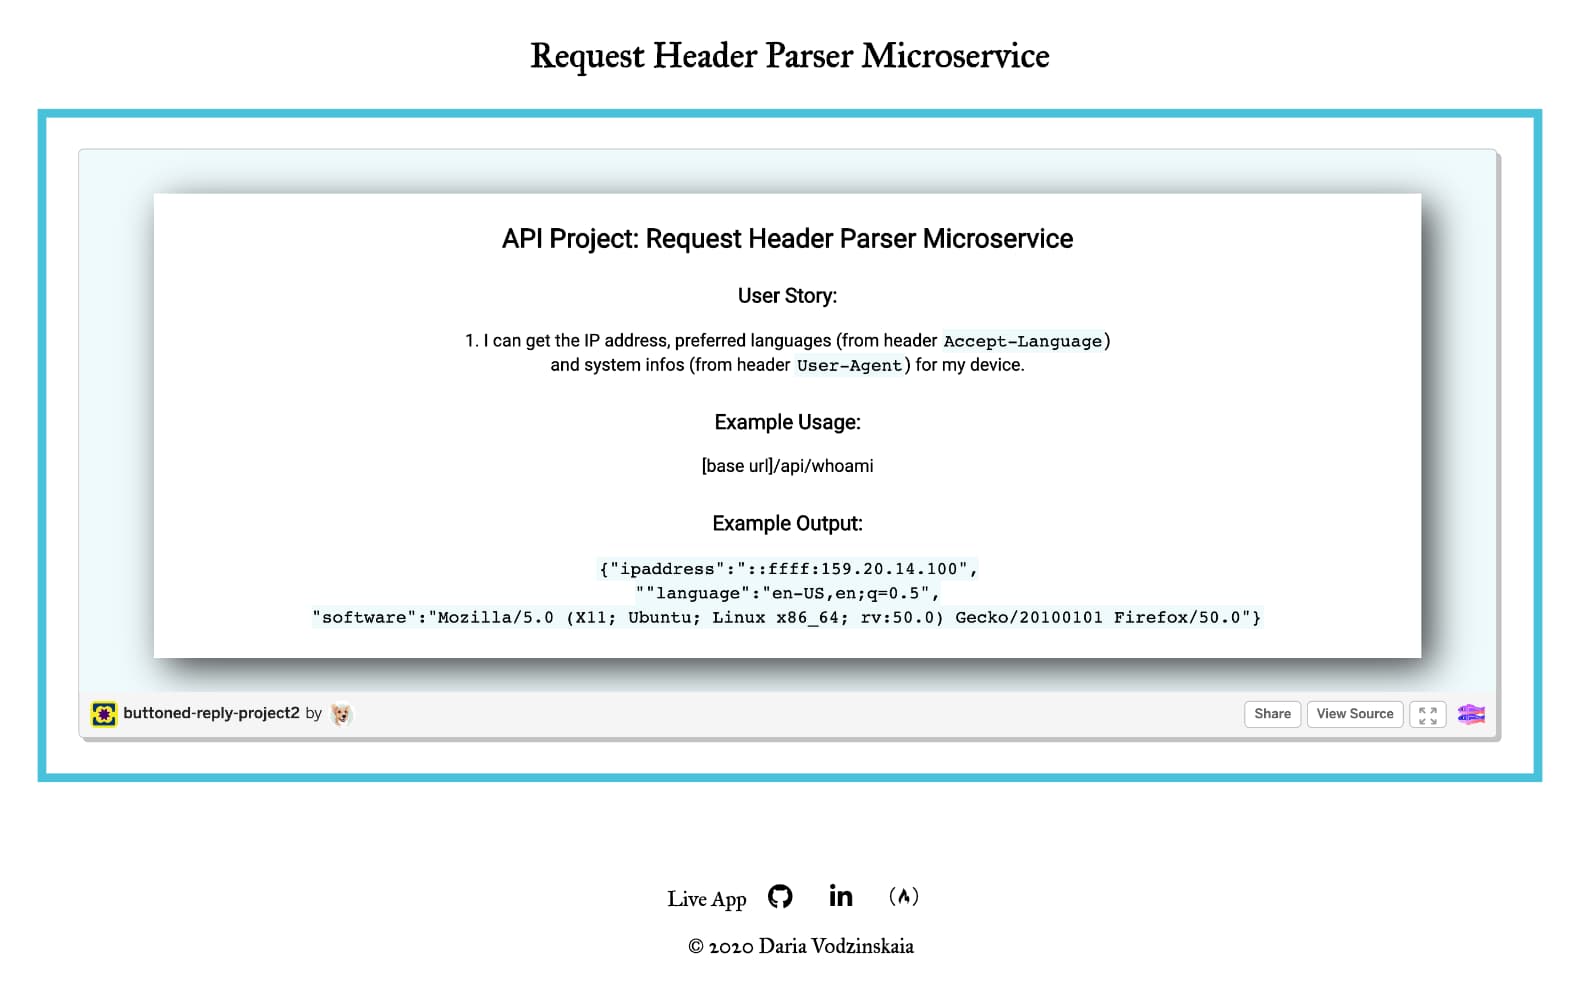 Request Header Parser Microservice
API Project: Request Header Parser Microservice
User Story:
1. I can get the IP address, preferred languages (from header Accept-Language)
and system infos (from header User-Agent) for my device.
Example Usage:
[base url]/api/whoami
Example Output:
{"ipaddress":"::ffff:159.20.14.100",
""language":"en-US,en;q=0.5",
"software":"Mozilla/5.0 (X11; Ubuntu; Linux x86_64; rv:50.0) Gecko/20100101 Firefox/50.0"}
buttoned-reply-project2 by
Share
View Source
Live App
in
© 2020 Daria Vodzinskaia